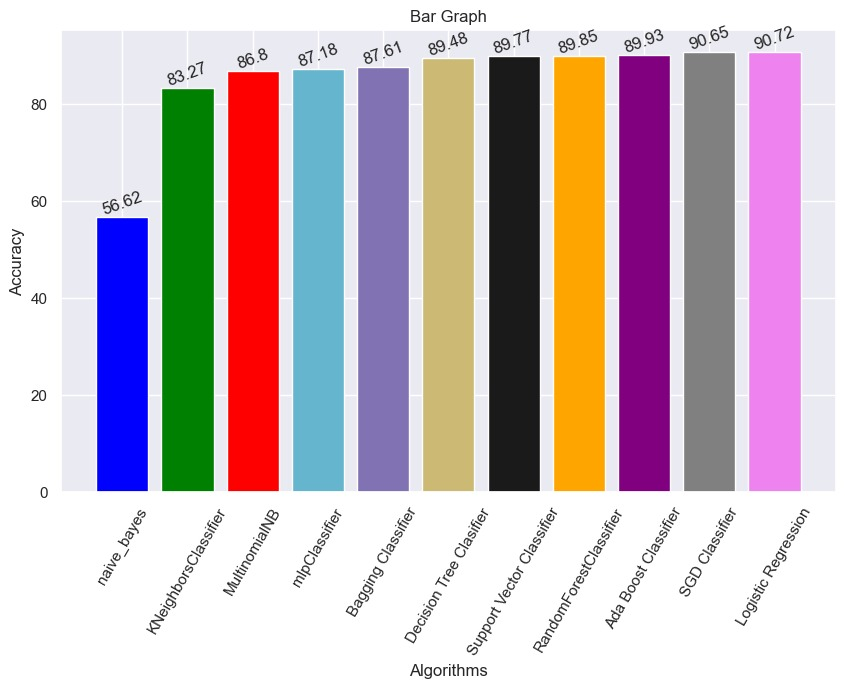 Bar Graph
56.62
83.27
86.8
87.18
87.61
89.48
89.77
89.85
89.93
90.65
90.72
Accuracy
80
60
40
20
0
naive_bayes
KNeighborsClassifier
MultinomialNB
mlpClassifier
Bagging Classifier
Decision Tree Clasifier
Support Vector Classifier
RandomForestClassifier
Ada Boost Classifier
SGD Classifier
Logistic Regression
Algorithms